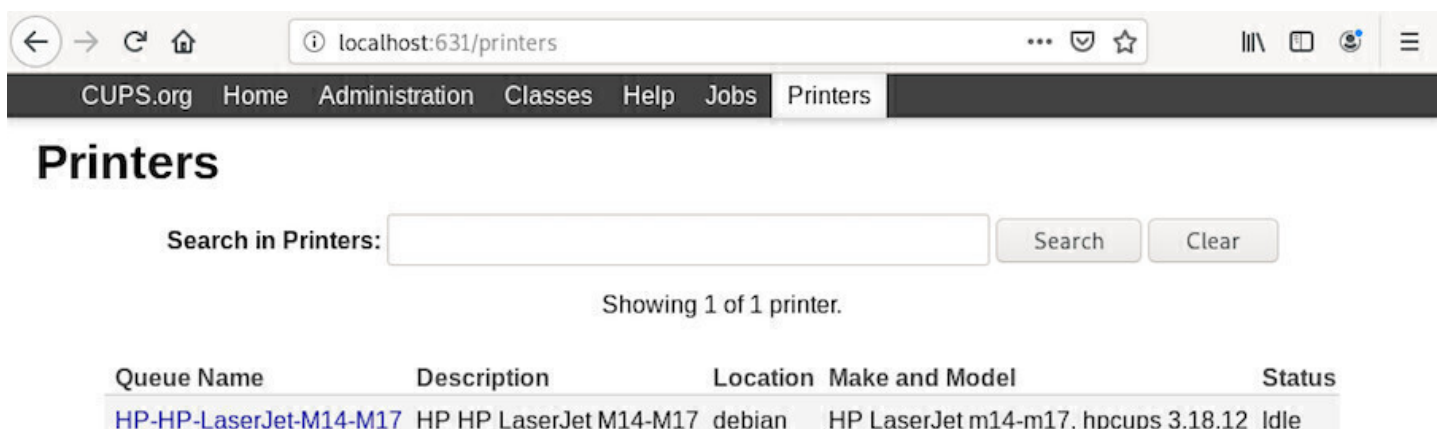 localhost:631/printers
CUPS.org Home Administration Classes Help Jobs Printers
Printers
Search in Printers: Search Clear
Showing 1 of 1 printer.
Queue Name Description Location Make and Model Status
HP-HP-LaserJet-M14-M17 HP HP LaserJet M14-M17 debian HP LaserJet m14-m17, hpcups 3.18.12 Idle